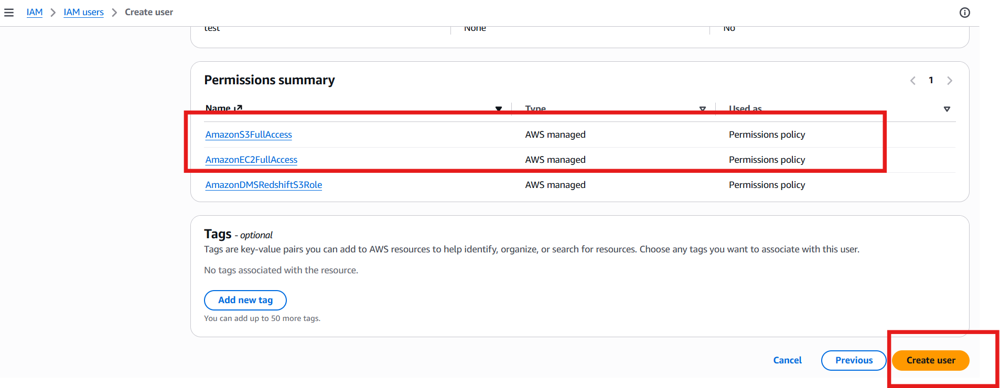 IAM > IAM users > Create user
test None No
Permissions summary
< 1 >
Name Type Used as
AmazonS3FullAccess AWS managed Permissions policy
AmazonEC2FullAccess AWS managed Permissions policy
AmazonDMSRedshiftS3Role AWS managed Permissions policy
Tags - optional
Tags are key-value pairs you can add to AWS resources to help identify, organize, or search for resources. Choose any tags you want to associate with this user.
No tags associated with the resource.
Add new tag
You can add up to 50 more tags.
Cancel Previous Create user